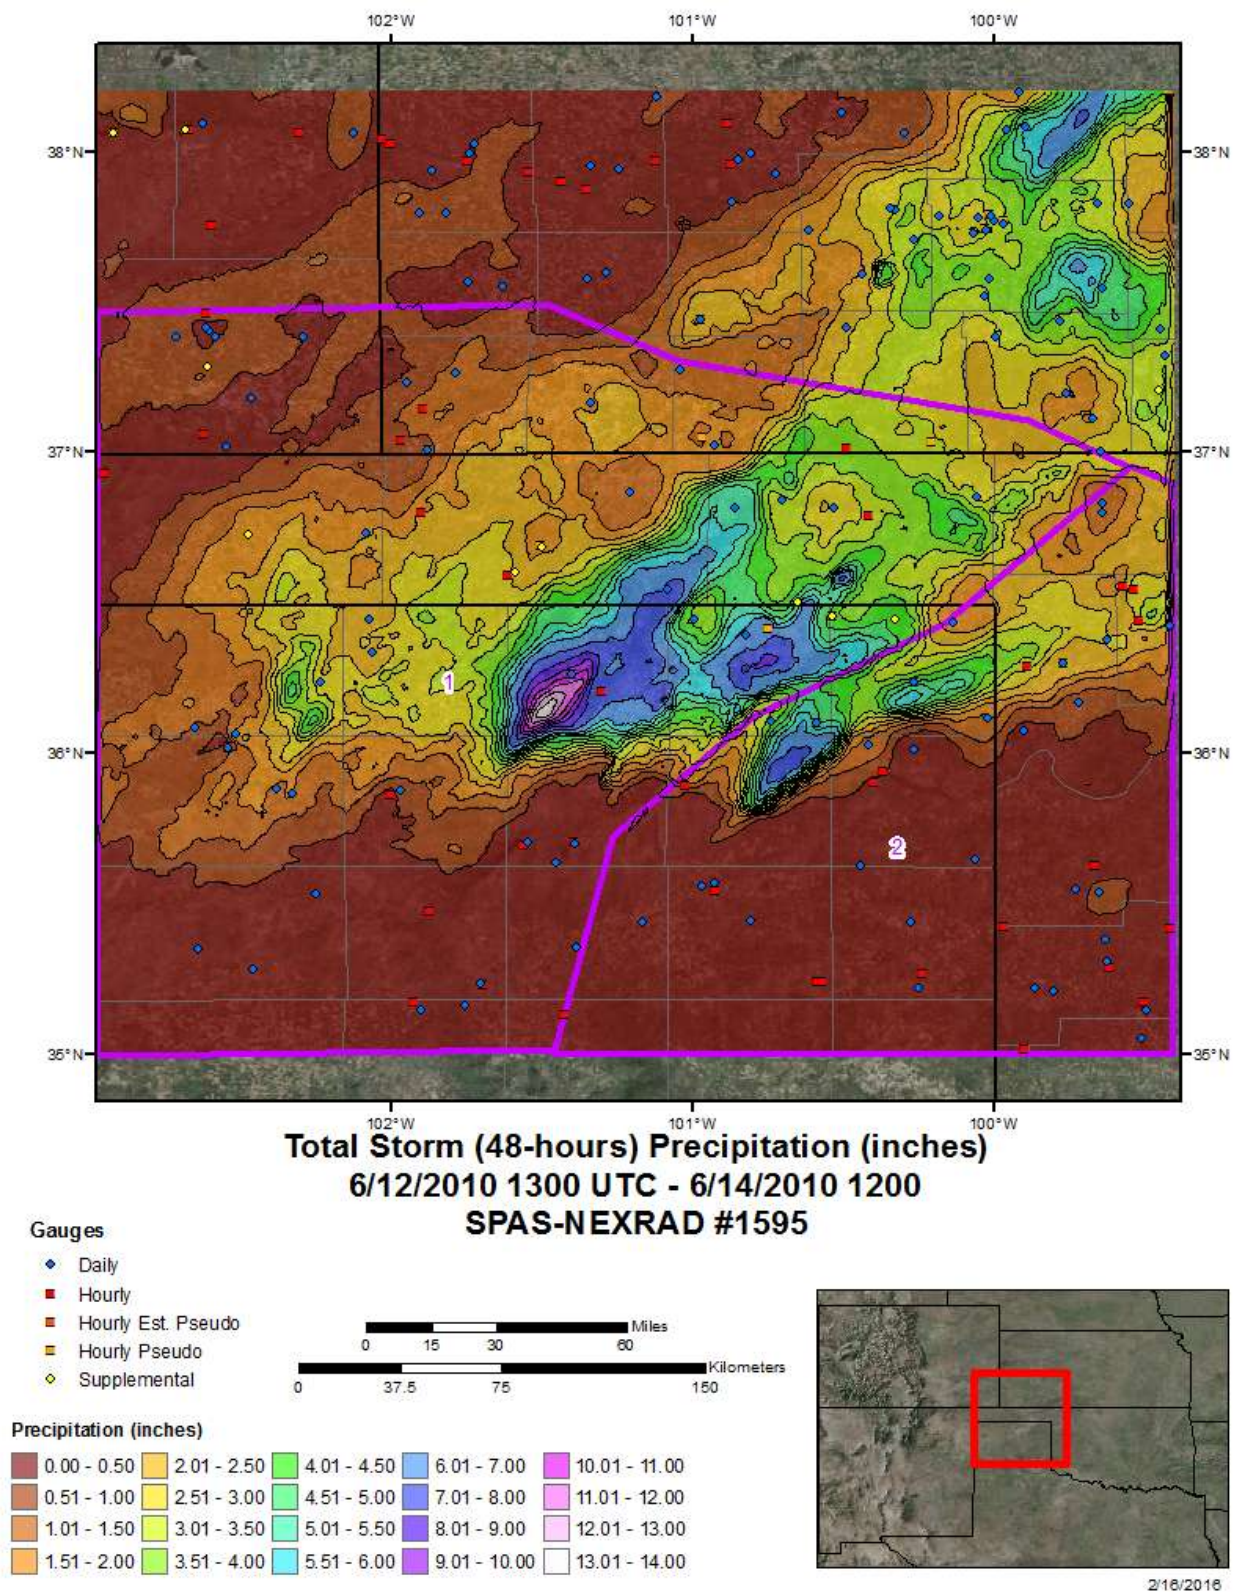 102°W 101°W 100°W
38°N 38°N
37°N 37°N
1
36°N 36°N
2
35°N 35°N
102°W 101°W 100°W
Total Storm (48-hours) Precipitation (inches)
6/12/2010 1300 UTC - 6/14/2010 1200
SPAS-NEXRAD #1595
Gauges
Daily
Hourly
Hourly Est. Pseudo
Hourly Pseudo
Supplemental
Miles
0 15 30 60
Kilometers
0 37.5 75 150
Precipitation (inches)
0.00 - 0.50 2.01 - 2.50 4.01 - 4.50 6.01 - 7.00 10.01 - 11.00
0.51 - 1.00 2.51 - 3.00 4.51 - 5.00 7.01 - 8.00 11.01 - 12.00
1.01 - 1.50 3.01 - 3.50 5.01 - 5.50 8.01 - 9.00 12.01 - 13.00
1.51 - 2.00 3.51 - 4.00 5.51 - 6.00 9.01 - 10.00 13.01 - 14.00
2/16/2016